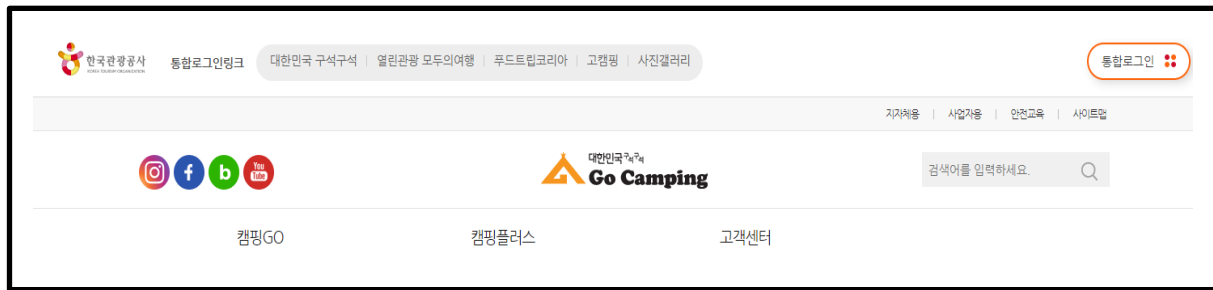 한국관광공사
KOREA TOURISM ORGANIZATION
통합로그인링크 대한민국 구석구석 | 열린관광 모두의여행 | 푸드트립코리아 | 고캠핑 | 사진갤러리
통합로그인
지자체용 | 사업자용 | 안전교육 | 사이트맵
f b You Tube
대한민국 구석구석
Go Camping
검색어를 입력하세요.
캠핑GO 캠핑플러스 고객센터